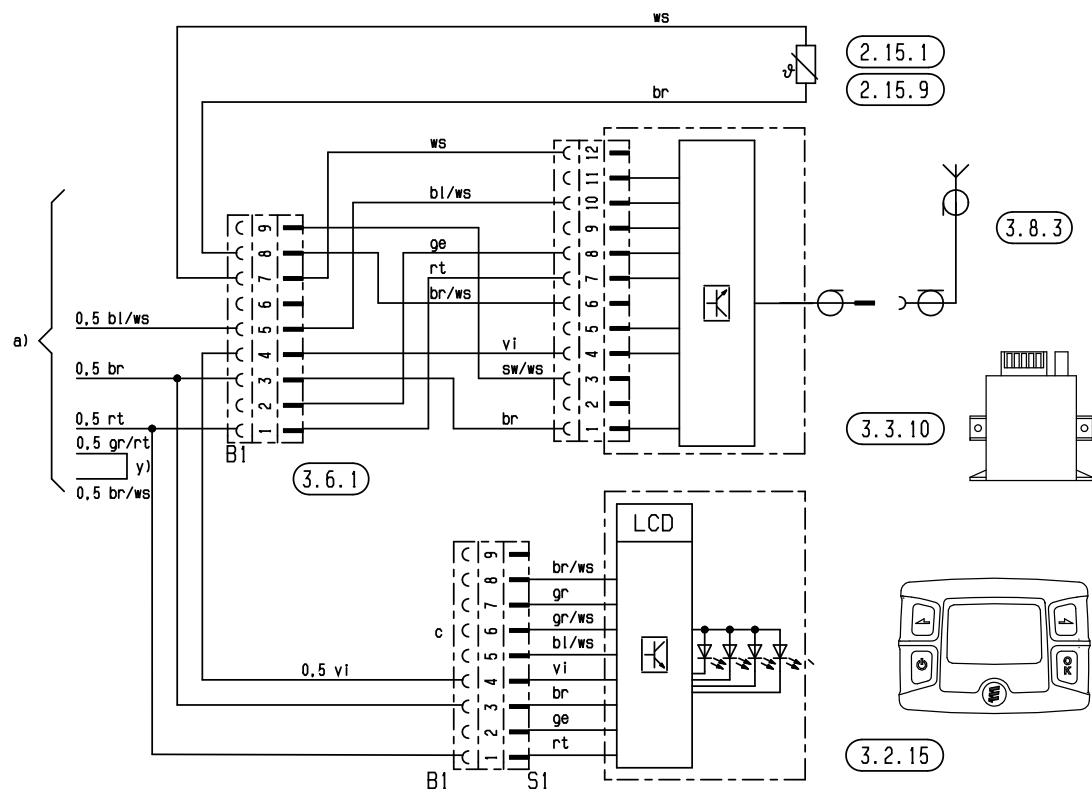 ws
2.15.1
ϑ
br
2.15.9
ws
12
11
bl/ws
10
3.8.3
9
9
ge
8
8
rt
7
7
br/ws
6
6
0,5 bl/ws
5
5
a)
vi
4
4
sw/ws
0,5 br
3
3
2
2
0,5 rt
br
1
1
3.3.10
0,5 gr/rt
B1
y)
3.6.1
0,5 br/ws
LCD
9
br/ws
8
gr
7
gr/ws
c
6
bl/ws
5
0,5 vi
vi
4
br
OK
3
ge
2
rt
1
3.2.15
B1
S1